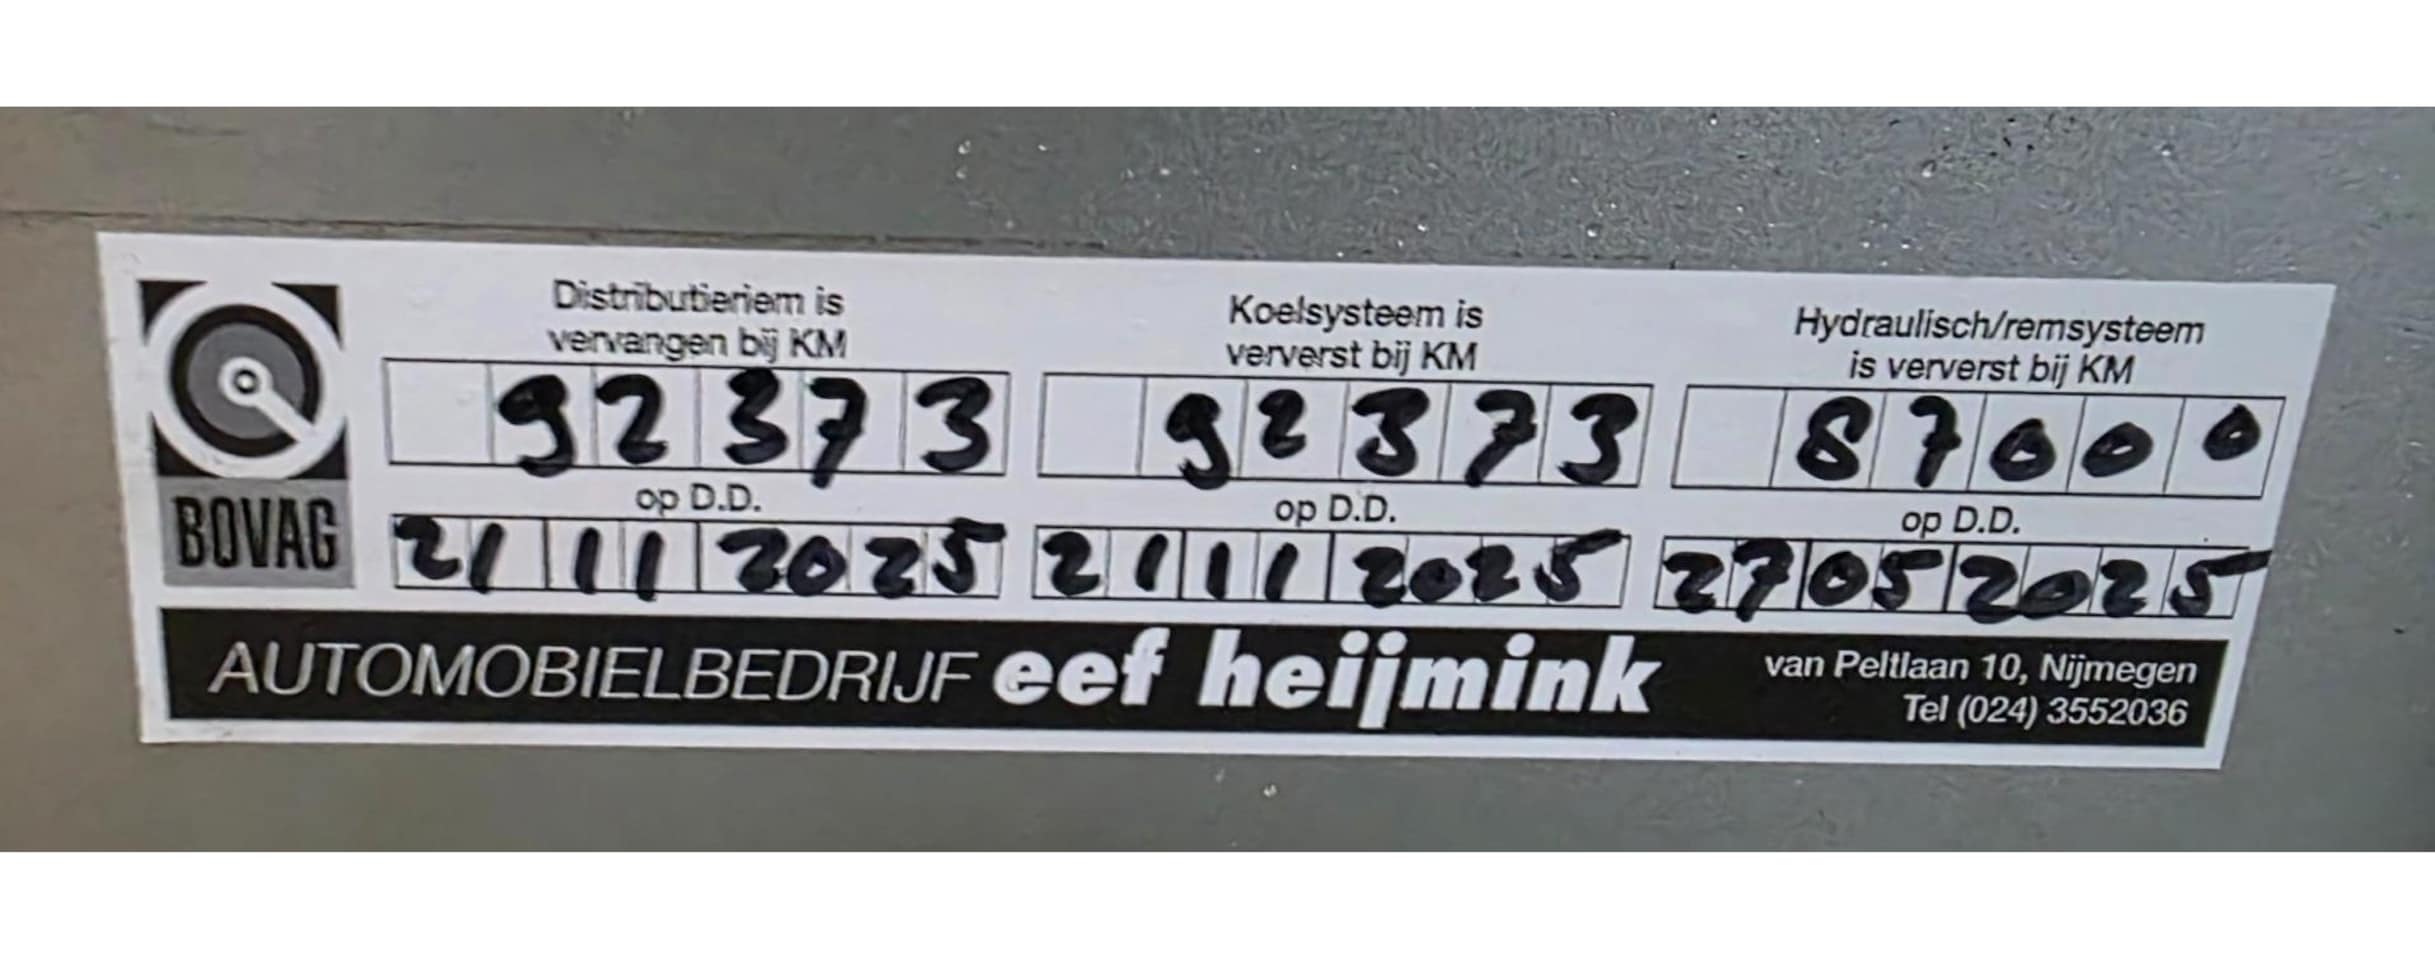 Distributieriem is
vervangen bij KM
92373
op D.D.
21 11 2025
Koelsysteem is
ververst bij KM
92373
op D.D.
21 11 2025
Hydraulisch/remsysteem
is ververst bij KM
87000
op D.D.
27 05 2025
BOVAG
AUTOMOBIELBEDRIJF eef heijmink
van Peltlaan 10, Nijmegen
Tel (024) 3552036